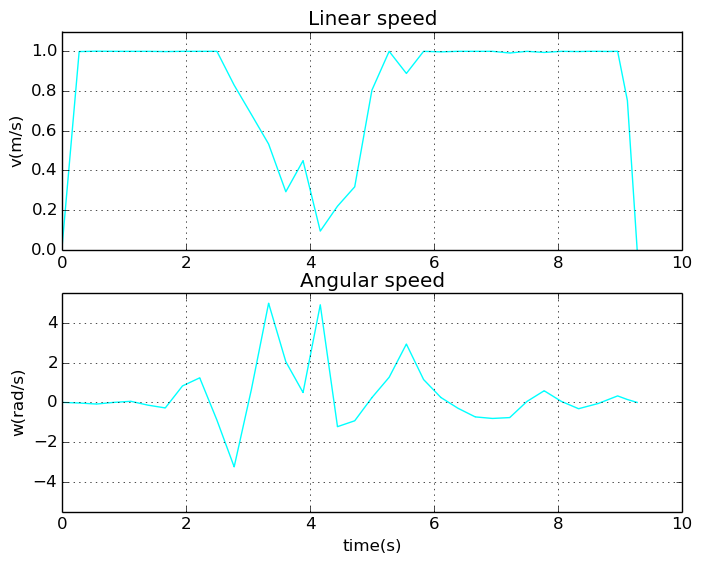 Linear speed
1.0
0.8
0.6
0.4
0.2
0.0
v(m/s)
0 2 4 6 8 10
Angular speed
4
2
0
−2
−4
w(rad/s)
0 2 4 6 8 10
time(s)